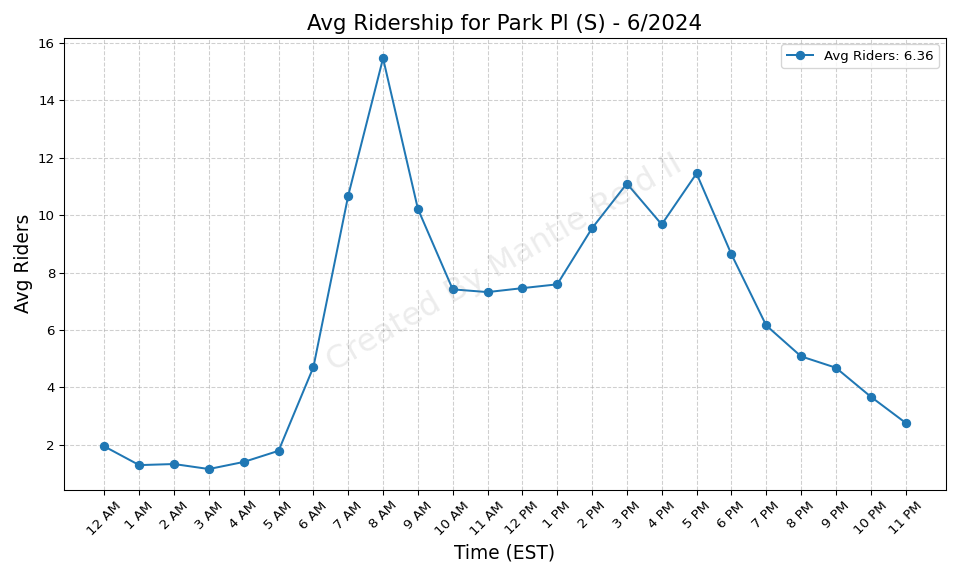 Avg Ridership for Park Pl (S) - 6/2024
Avg Riders: 6.36
16
14
12
10
8
6
4
2
Avg Riders
Created By Mantle
12 AM
1 AM
2 AM
3 AM
4 AM
5 AM
6 AM
7 AM
8 AM
9 AM
10 AM
11 AM
12 PM
1 PM
2 PM
3 PM
4 PM
5 PM
6 PM
7 PM
8 PM
9 PM
10 PM
11 PM
Time (EST)